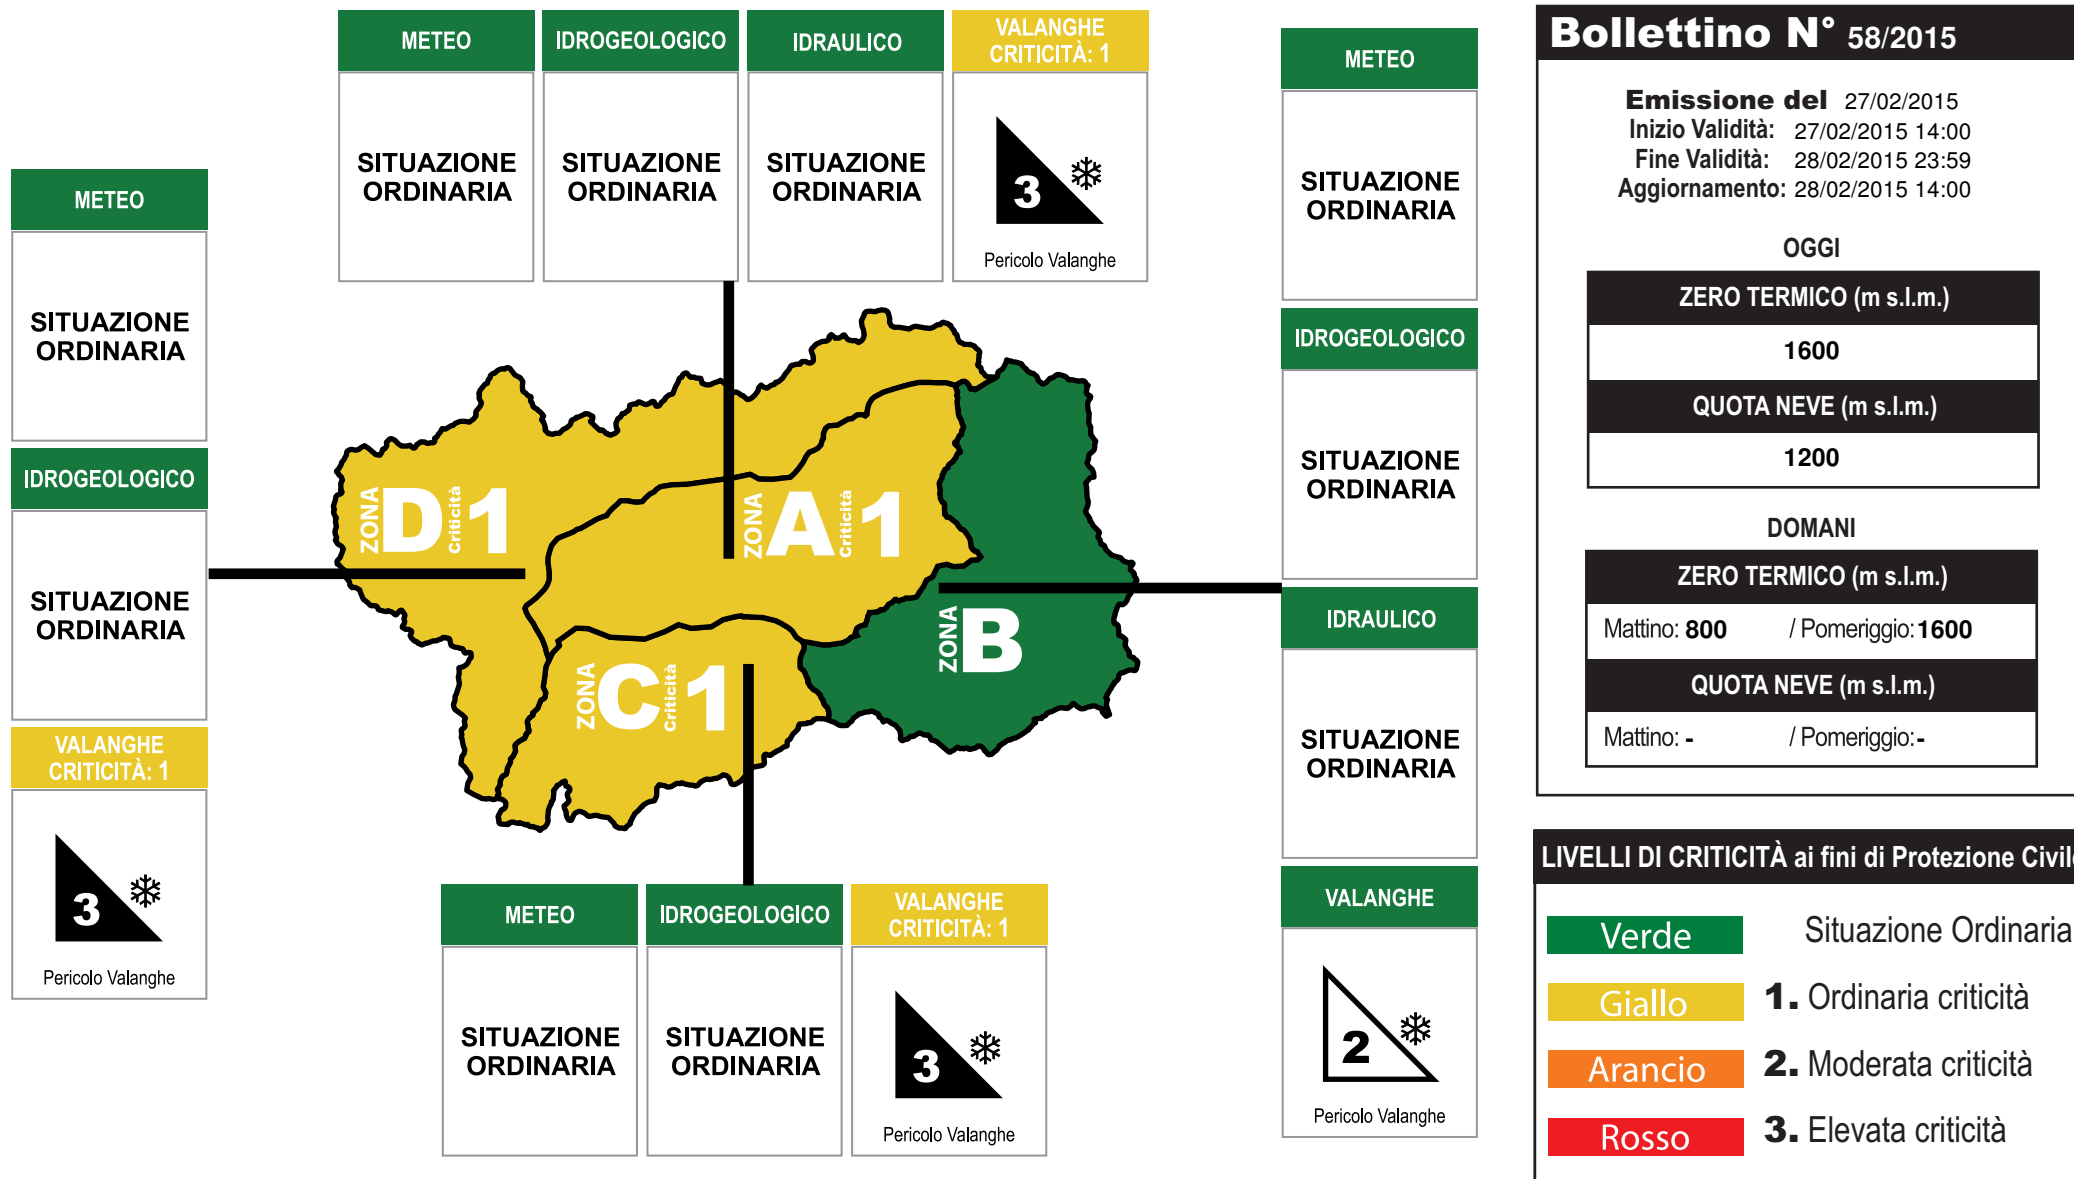 METEO
SITUAZIONE
ORDINARIA
IDROGEOLOGICO
SITUAZIONE
ORDINARIA
IDRAULICO
SITUAZIONE
ORDINARIA
VALANGHE
CRITICITÀ: 1
3
Pericolo Valanghe
METEO
SITUAZIONE
ORDINARIA
IDROGEOLOGICO
SITUAZIONE
ORDINARIA
VALANGHE
CRITICITÀ: 1
3
Pericolo Valanghe
ZONA D Criticità 1
ZONA A Criticità 1
ZONA B
ZONA C Criticità 1
METEO
SITUAZIONE
ORDINARIA
IDROGEOLOGICO
SITUAZIONE
ORDINARIA
VALANGHE
CRITICITÀ: 1
3
Pericolo Valanghe
METEO
SITUAZIONE
ORDINARIA
IDROGEOLOGICO
SITUAZIONE
ORDINARIA
IDRAULICO
SITUAZIONE
ORDINARIA
VALANGHE
2
Pericolo Valanghe
Bollettino N° 58/2015
Emissione del 27/02/2015
Inizio Validità: 27/02/2015 14:00
Fine Validità: 28/02/2015 23:59
Aggiornamento: 28/02/2015 14:00
OGGI
ZERO TERMICO (m s.l.m.)
1600
QUOTA NEVE (m s.l.m.)
1200
DOMANI
ZERO TERMICO (m s.l.m.)
Mattino: 800 / Pomeriggio: 1600
QUOTA NEVE (m s.l.m.)
Mattino: - / Pomeriggio: -
LIVELLI DI CRITICITÀ ai fini di Protezione Civile
Verde Situazione Ordinaria
Giallo 1. Ordinaria criticità
Arancio 2. Moderata criticità
Rosso 3. Elevata criticità